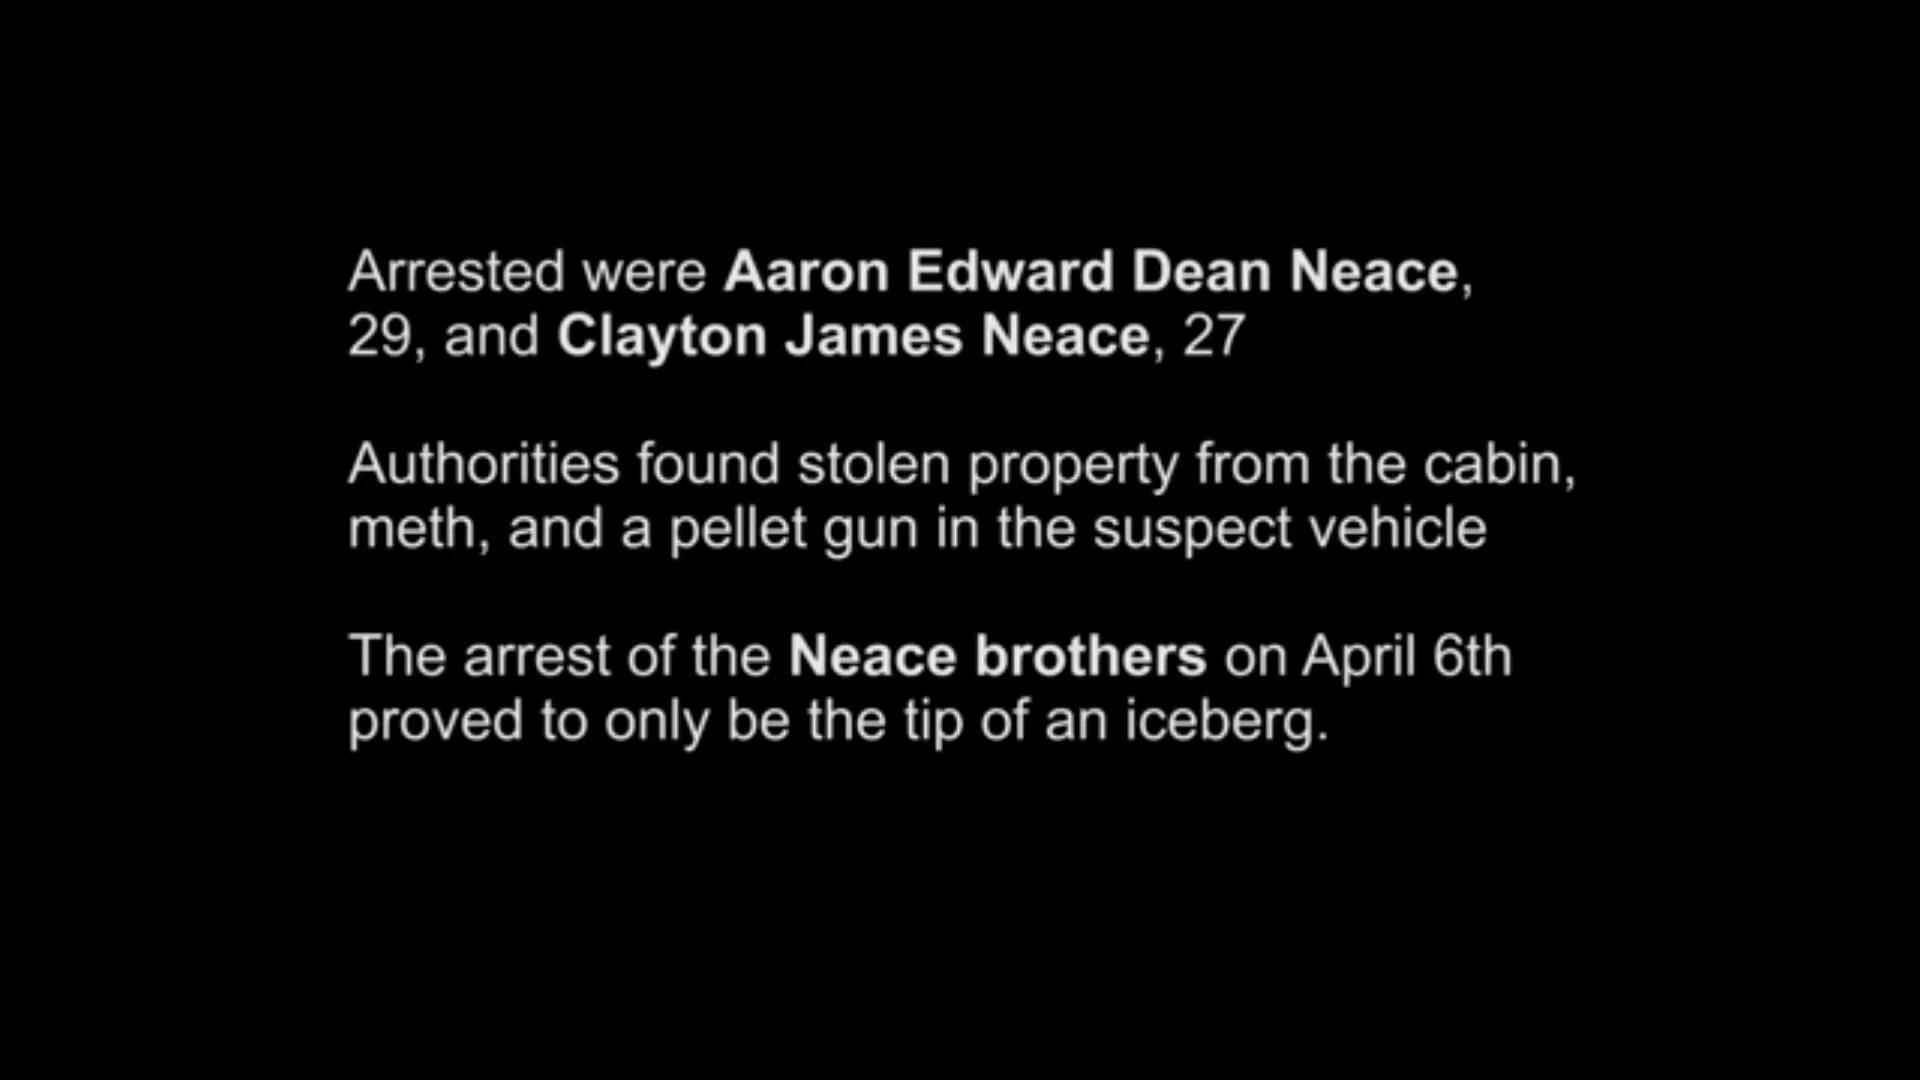 Arrested were Aaron Edward Dean Neace,
29, and Clayton James Neace, 27
Authorities found stolen property from the cabin,
meth, and a pellet gun in the suspect vehicle
The arrest of the Neace brothers on April 6th
proved to only be the tip of an iceberg.